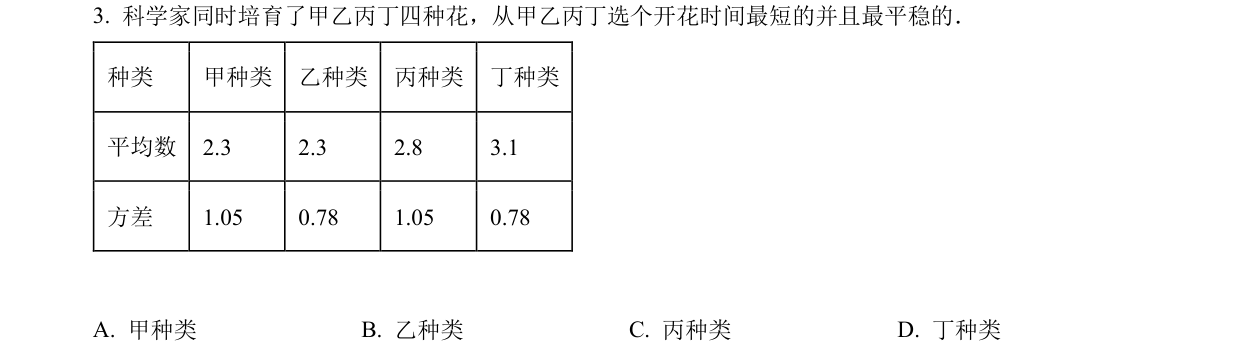 3. 科学家同时培育了甲乙丙丁四种花，从甲乙丙丁选个开花时间最短的并且最平稳的．
种类 甲种类 乙种类 丙种类 丁种类
平均数 2.3 2.3 2.8 3.1
方差 1.05 0.78 1.05 0.78
A. 甲种类 B. 乙种类 C. 丙种类 D. 丁种类